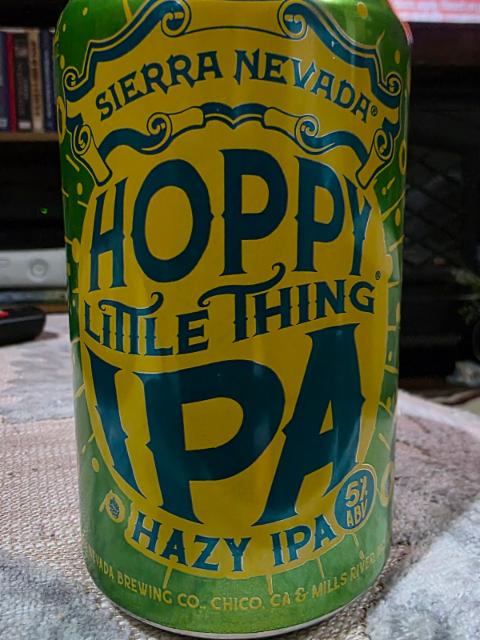 SIERRA NEVADA®
HOPPY
LITTLE THING®
IPA
5%
ABV
HAZY IPA
NEVADA BREWING CO., CHICO, CA & MILLS RIVER,